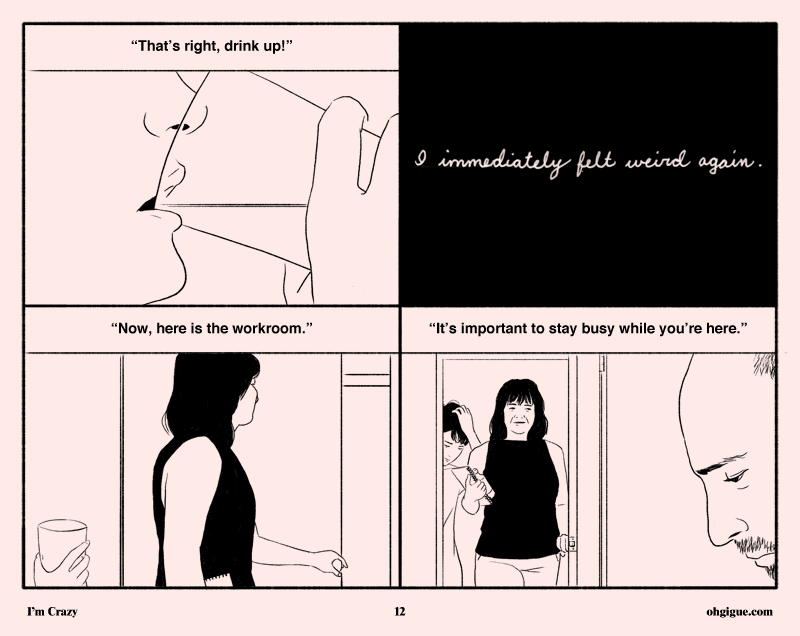 “That’s right, drink up!”
I immediately felt weird again.
“Now, here is the workroom.”
“It’s important to stay busy while you’re here.”
I’m Crazy
12
ohgigue.com